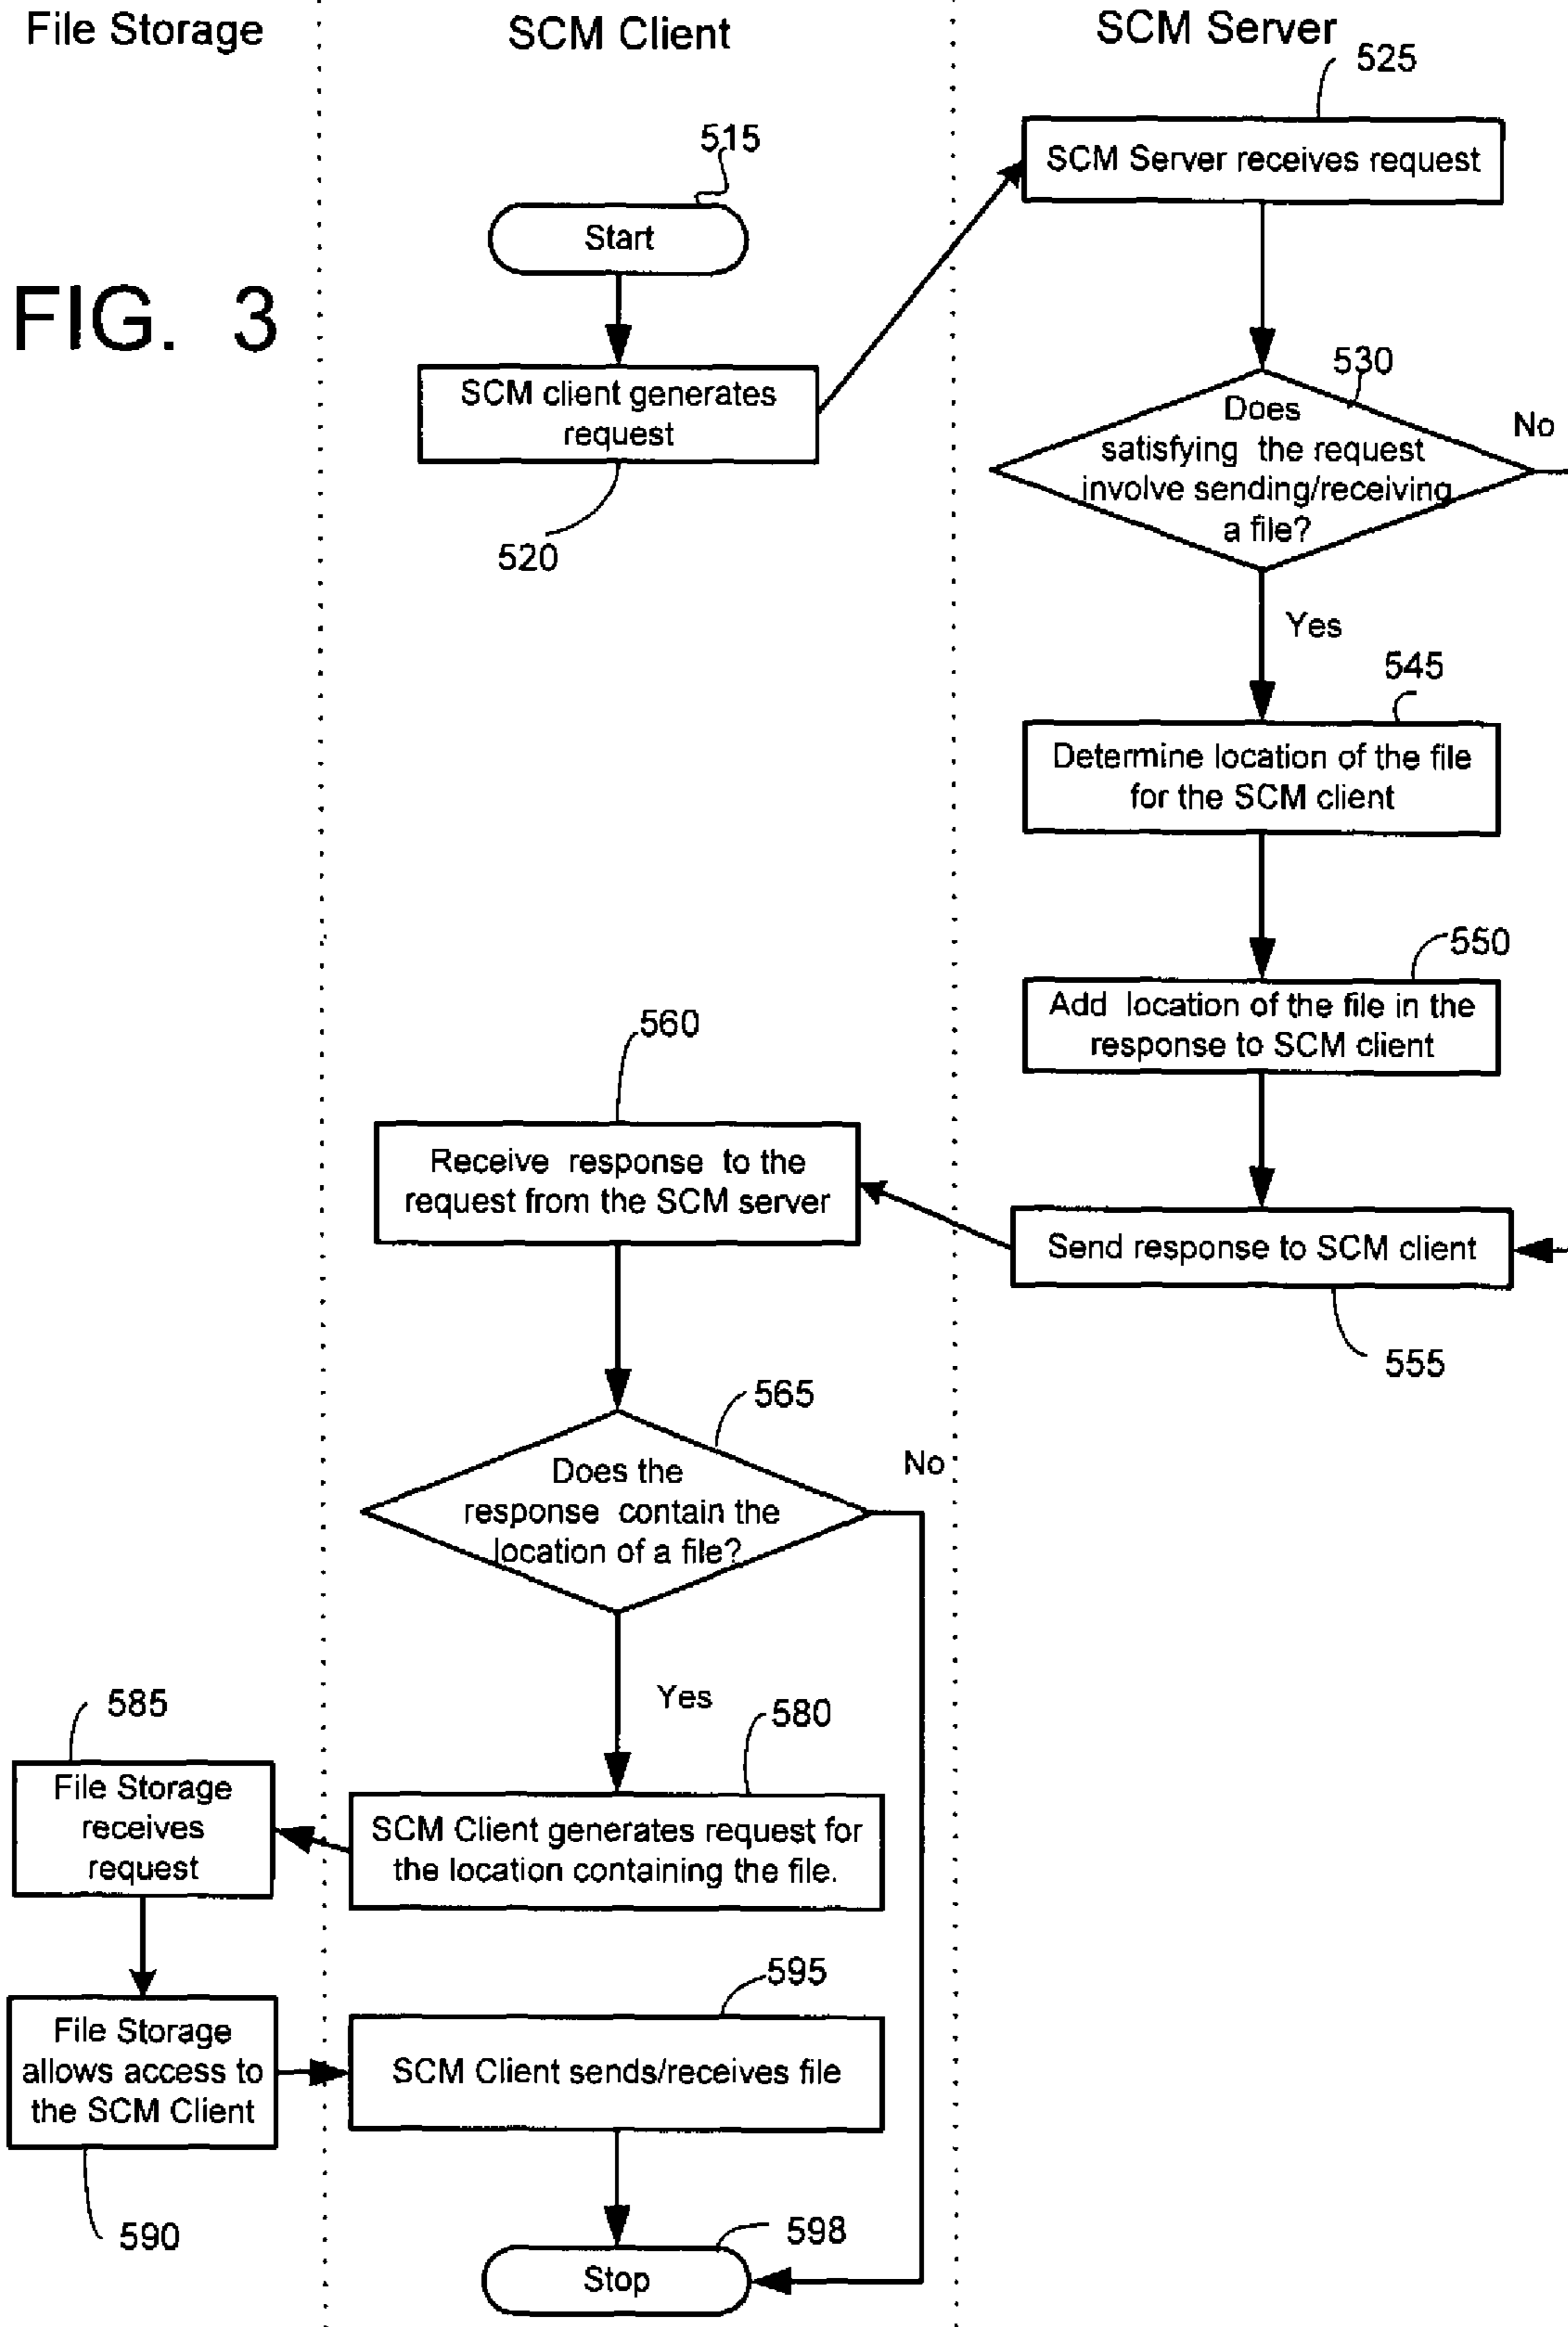 File Storage
SCM Client
SCM Server
525
SCM Server receives request
515
Start
FIG. 3
SCM client generates
request
520
530
Does
satisfying the request
involve sending/receiving
a file?
No
Yes
545
Determine location of the file
for the SCM client
550
Add location of the file in the
response to SCM client
560
Receive response to the
request from the SCM server
Send response to SCM client
555
565
Does the
response contain the
location of a file?
No
Yes
585
File Storage
receives
request
580
SCM Client generates request for
the location containing the file.
595
File Storage
allows access to
the SCM Client
SCM Client sends/receives file
590
598
Stop